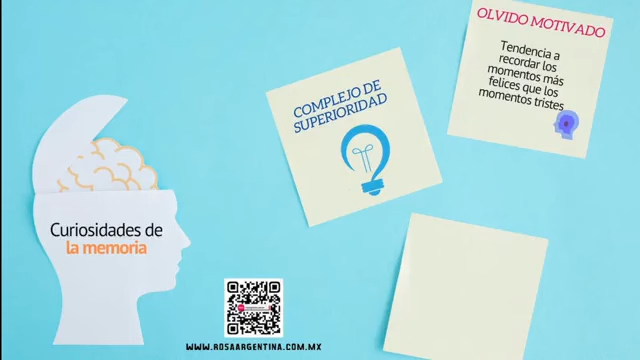 OLVIDO MOTIVADO
Tendencia a
recordar los
momentos más
felices que los
momentos tristes
COMPLEJO DE
SUPERIORIDAD
Curiosidades de
la memoria
WWW.ROSAARGENTINA.COM.MX